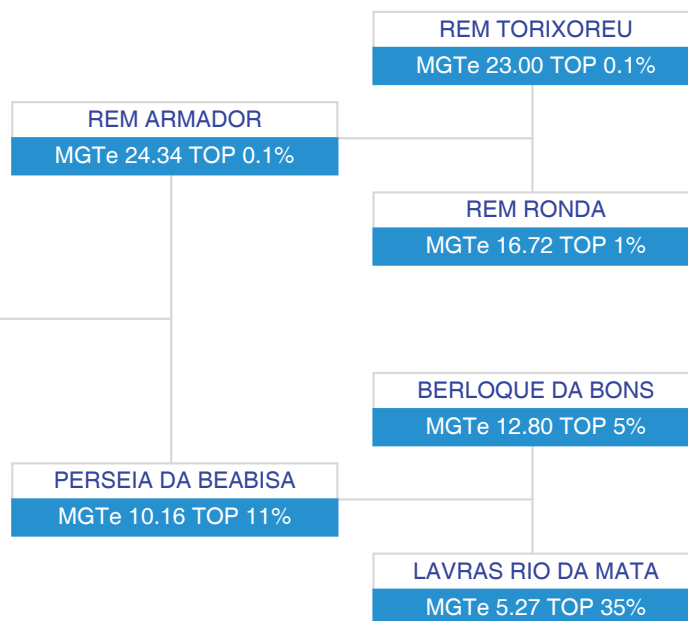 REM TORIXOREU
MGTe 23.00 TOP 0.1%
REM ARMADOR
MGTe 24.34 TOP 0.1%
REM RONDA
MGTe 16.72 TOP 1%
BERLOQUE DA BONS
MGTe 12.80 TOP 5%
PERSEIA DA BEABISA
MGTe 10.16 TOP 11%
LAVRAS RIO DA MATA
MGTe 5.27 TOP 35%